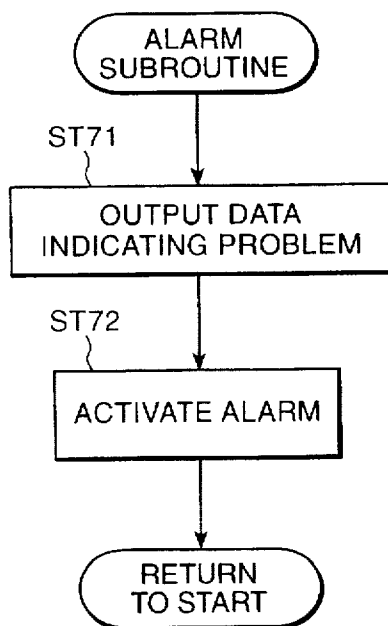 ALARM
SUBROUTINE
ST71
OUTPUT DATA
INDICATING PROBLEM
ST72
ACTIVATE ALARM
RETURN
TO START